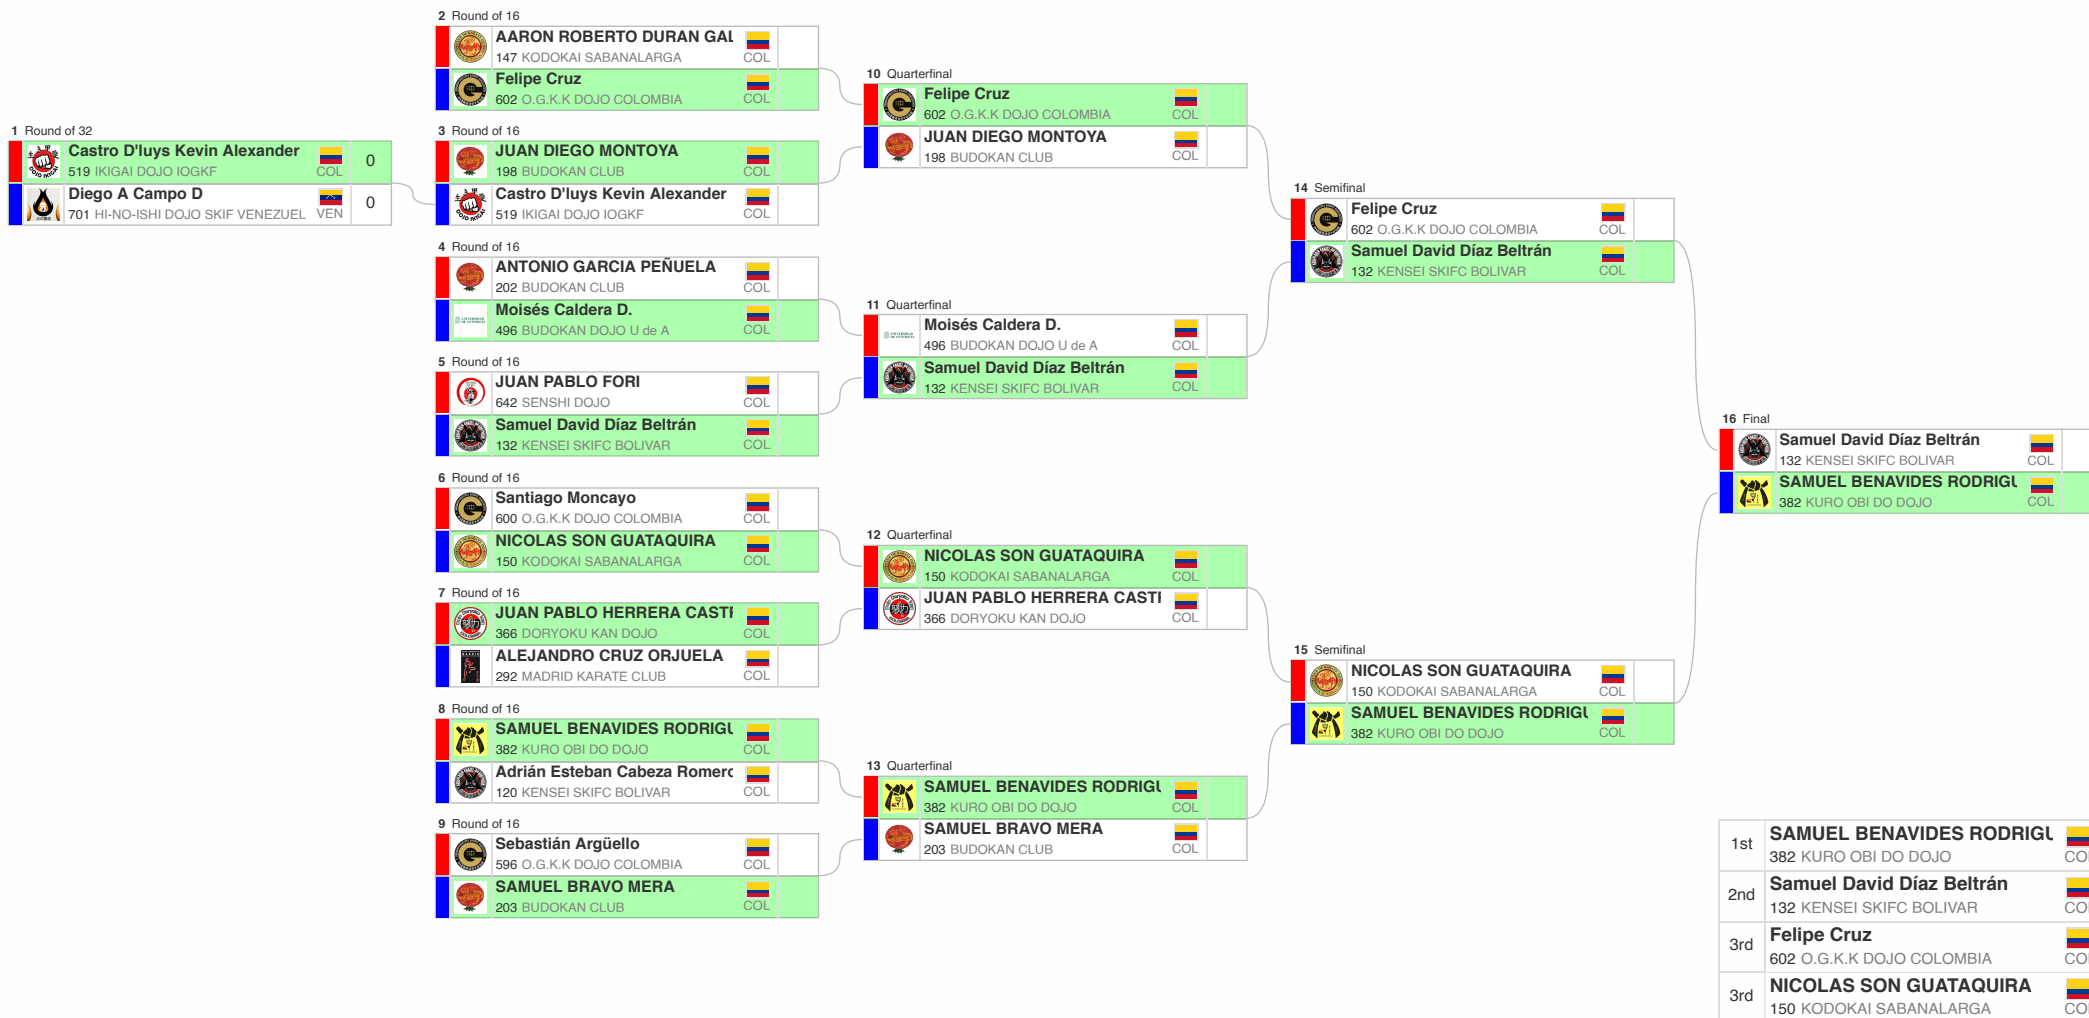 1 Round of 32
Castro D'luys Kevin Alexander
519 IKIGAI DOJO IOGKF COL 0
Diego A Campo D
701 HI-NO-ISHI DOJO SKIF VENEZUEL VEN 0
2 Round of 16
AARON ROBERTO DURAN GAL
147 KODOKAI SABANALARGA COL
Felipe Cruz
602 O.G.K.K DOJO COLOMBIA COL
3 Round of 16
JUAN DIEGO MONTOYA
198 BUDOKAN CLUB COL
Castro D'luys Kevin Alexander
519 IKIGAI DOJO IOGKF COL
4 Round of 16
ANTONIO GARCIA PEÑUELA
202 BUDOKAN CLUB COL
Moisés Caldera D.
496 BUDOKAN DOJO U de A COL
5 Round of 16
JUAN PABLO FORI
642 SENSHI DOJO COL
Samuel David Díaz Beltrán
132 KENSEI SKIFC BOLIVAR COL
6 Round of 16
Santiago Moncayo
600 O.G.K.K DOJO COLOMBIA COL
NICOLAS SON GUATAQUIRA
150 KODOKAI SABANALARGA COL
7 Round of 16
JUAN PABLO HERRERA CASTI
366 DORYOKU KAN DOJO COL
ALEJANDRO CRUZ ORJUELA
292 MADRID KARATE CLUB COL
8 Round of 16
SAMUEL BENAVIDES RODRIGU
382 KURO OBI DO DOJO COL
Adrián Esteban Cabeza Romero
120 KENSEI SKIFC BOLIVAR COL
9 Round of 16
Sebastián Argüello
596 O.G.K.K DOJO COLOMBIA COL
SAMUEL BRAVO MERA
203 BUDOKAN CLUB COL
10 Quarterfinal
Felipe Cruz
602 O.G.K.K DOJO COLOMBIA COL
JUAN DIEGO MONTOYA
198 BUDOKAN CLUB COL
11 Quarterfinal
Moisés Caldera D.
496 BUDOKAN DOJO U de A COL
Samuel David Díaz Beltrán
132 KENSEI SKIFC BOLIVAR COL
12 Quarterfinal
NICOLAS SON GUATAQUIRA
150 KODOKAI SABANALARGA COL
JUAN PABLO HERRERA CASTI
366 DORYOKU KAN DOJO COL
13 Quarterfinal
SAMUEL BENAVIDES RODRIGU
382 KURO OBI DO DOJO COL
SAMUEL BRAVO MERA
203 BUDOKAN CLUB COL
14 Semifinal
Felipe Cruz
602 O.G.K.K DOJO COLOMBIA COL
Samuel David Díaz Beltrán
132 KENSEI SKIFC BOLIVAR COL
15 Semifinal
NICOLAS SON GUATAQUIRA
150 KODOKAI SABANALARGA COL
SAMUEL BENAVIDES RODRIGU
382 KURO OBI DO DOJO COL
16 Final
Samuel David Díaz Beltrán
132 KENSEI SKIFC BOLIVAR COL
SAMUEL BENAVIDES RODRIGU
382 KURO OBI DO DOJO COL
1st SAMUEL BENAVIDES RODRIGU
382 KURO OBI DO DOJO COL
2nd Samuel David Díaz Beltrán
132 KENSEI SKIFC BOLIVAR COL
3rd Felipe Cruz
602 O.G.K.K DOJO COLOMBIA COL
3rd NICOLAS SON GUATAQUIRA
150 KODOKAI SABANALARGA COL